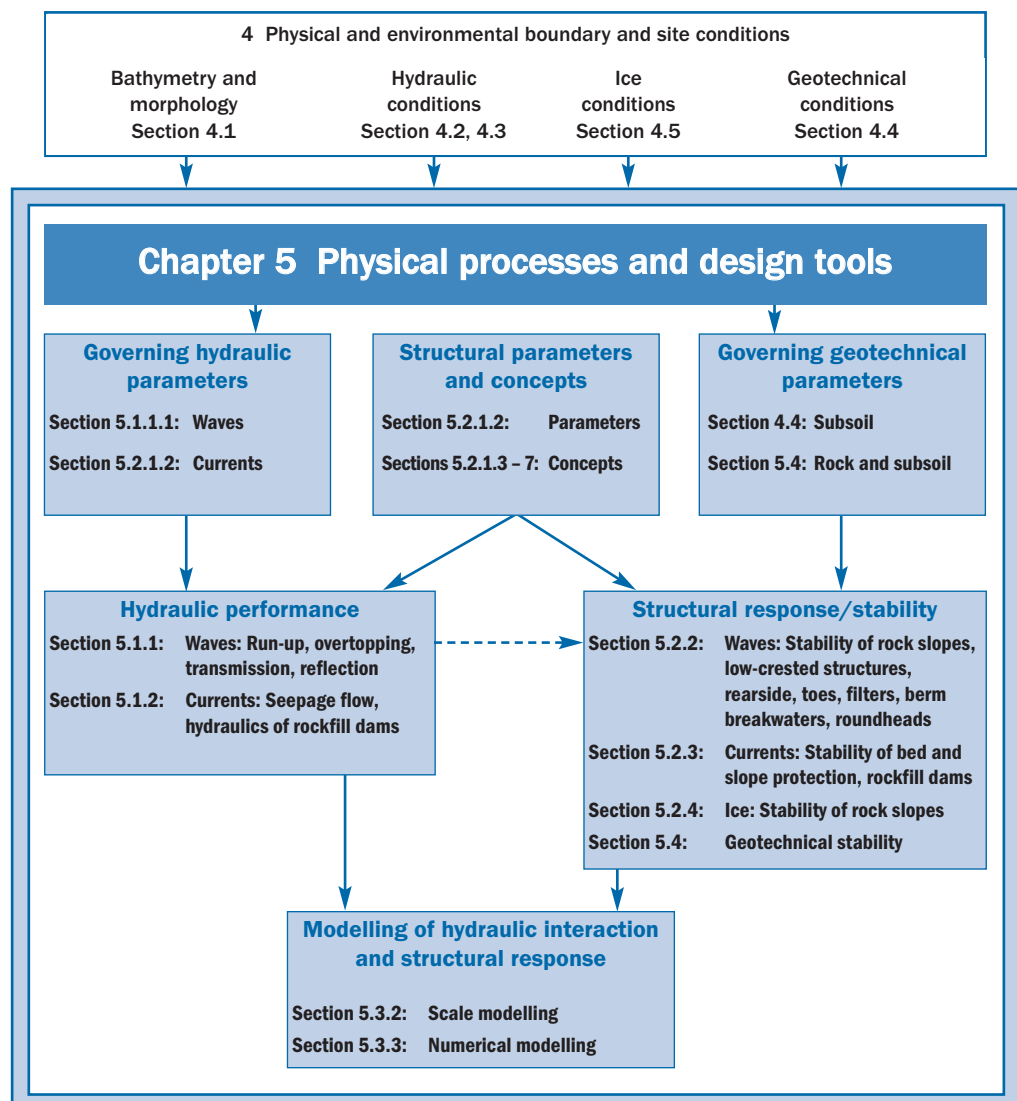 4 Physical and environmental boundary and site conditions
Bathymetry and
morphology
Section 4.1
Hydraulic
conditions
Section 4.2, 4.3
Ice
conditions
Section 4.5
Geotechnical
conditions
Section 4.4
Chapter 5 Physical processes and design tools
Governing hydraulic
parameters
Section 5.1.1.1: Waves
Section 5.2.1.2: Currents
Structural parameters
and concepts
Section 5.2.1.2: Parameters
Sections 5.2.1.3 – 7: Concepts
Governing geotechnical
parameters
Section 4.4: Subsoil
Section 5.4: Rock and subsoil
Hydraulic performance
Section 5.1.1: Waves: Run-up, overtopping,
transmission, reflection
Section 5.1.2: Currents: Seepage flow,
hydraulics of rockfill dams
Structural response/stability
Section 5.2.2: Waves: Stability of rock slopes,
low-crested structures,
rearside, toes, filters, berm
breakwaters, roundheads
Section 5.2.3: Currents: Stability of bed and
slope protection, rockfill dams
Section 5.2.4: Ice: Stability of rock slopes
Section 5.4: Geotechnical stability
Modelling of hydraulic interaction
and structural response
Section 5.3.2: Scale modelling
Section 5.3.3: Numerical modelling